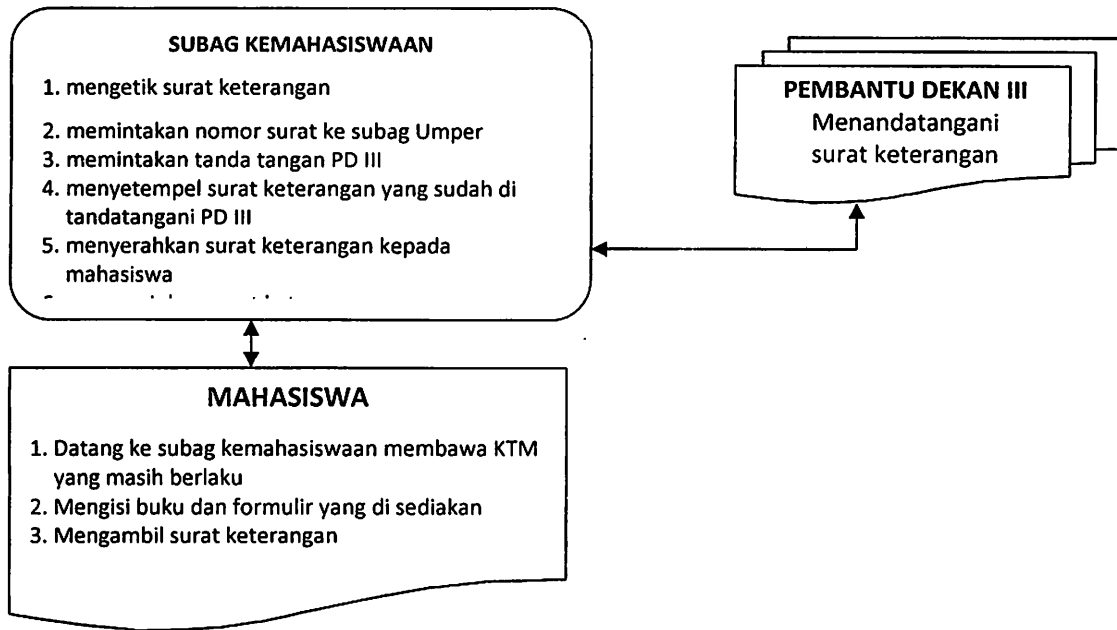 SUBAG KEMAHASISWAAN
1. mengetik surat keterangan
2. memintakan nomor surat ke subag Umper
3. memintakan tanda tangan PD III
4. menyetempel surat keterangan yang sudah di
tandatangani PD III
5. menyerahkan surat keterangan kepada
mahasiswa
PEMBANTU DEKAN III
Menandatangani
surat keterangan
MAHASISWA
1. Datang ke subag kemahasiswaan membawa KTM
yang masih berlaku
2. Mengisi buku dan formulir yang di sediakan
3. Mengambil surat keterangan